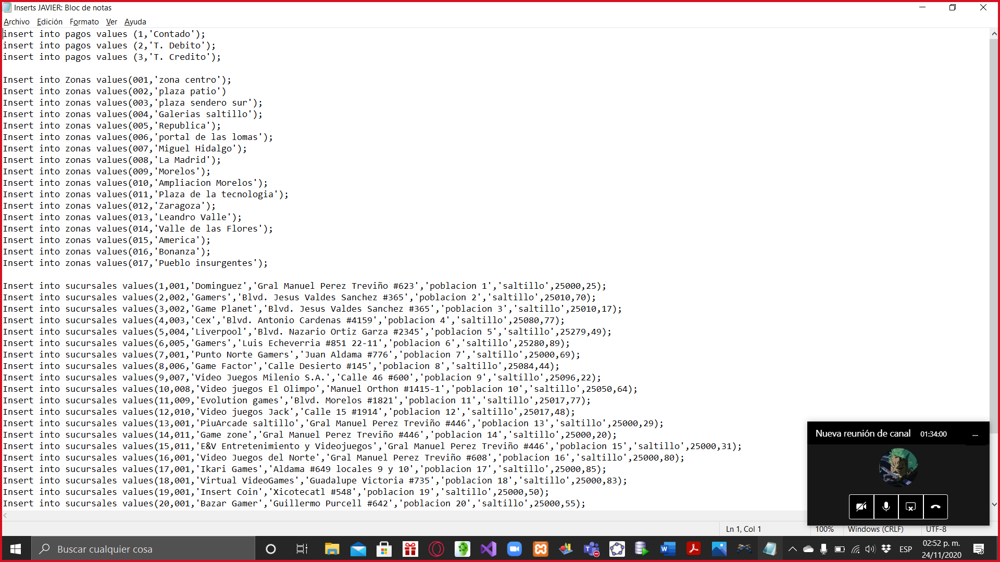 Inserts JAVIER: Bloc de notas
Archivo Edición Formato Ver Ayuda
insert into pagos values (1,'Contado');
insert into pagos values (2,'T. Debito');
insert into pagos values (3,'T. Credito');
Insert into Zonas values(001,'zona centro');
Insert into zonas values(002,'plaza patio')
Insert into zonas values(003,'plaza sendero sur');
Insert into zonas values(004,'Galerias saltillo');
Insert into zonas values(005,'Republica');
Insert into zonas values(006,'portal de las lomas');
Insert into zonas values(007,'Miguel Hidalgo');
Insert into zonas values(008,'La Madrid');
Insert into zonas values(009,'Morelos');
Insert into zonas values(010,'Ampliacion Morelos');
Insert into zonas values(011,'Plaza de la tecnologia');
Insert into zonas values(012,'Zaragoza');
Insert into zonas values(013,'Leandro Valle');
Insert into zonas values(014,'Valle de las Flores');
Insert into zonas values(015,'America');
Insert into zonas values(016,'Bonanza');
Insert into zonas values(017,'Pueblo insurgentes');
Insert into sucursales values(1,001,'Dominguez','Gral Manuel Perez Treviño #623','poblacion 1','saltillo',25000,25);
Insert into sucursales values(2,002,'Gamers','Blvd. Jesus Valdes Sanchez #365','poblacion 2','saltillo',25010,70);
Insert into sucursales values(3,002,'Game Planet','Blvd. Jesus Valdes Sanchez #365','poblacion 3','saltillo',25010,17);
Insert into sucursales values(4,003,'Cex','Blvd. Antonio Cardenas #4159','poblacion 4','saltillo',25080,77);
Insert into sucursales values(5,004,'Liverpool','Blvd. Nazario Ortiz Garza #2345','poblacion 5','saltillo',25279,49);
Insert into sucursales values(6,005,'Gamers','Luis Echeverria #851 22-11','poblacion 6','saltillo',25280,89);
Insert into sucursales values(7,001,'Punto Norte Gamers','Juan Aldama #776','poblacion 7','saltillo',25000,69);
Insert into sucursales values(8,006,'Game Factor','Calle Desierto #145','poblacion 8','saltillo',25084,44);
Insert into sucursales values(9,007,'Video Juegos Milenio S.A.','Calle 46 #600','poblacion 9','saltillo',25096,22);
Insert into sucursales values(10,008,'Video juegos El Olimpo','Manuel Orthon #1415-1','poblacion 10','saltillo',25050,64);
Insert into sucursales values(11,009,'Evolution games','Blvd. Morelos #1821','poblacion 11','saltillo',25017,77);
Insert into sucursales values(12,010,'Video juegos Jack','Calle 15 #1914','poblacion 12','saltillo',25017,48);
Insert into sucursales values(13,001,'PiuArcade saltillo','Gral Manuel Perez Treviño #446','poblacion 13','saltillo',25000,29);
Insert into sucursales values(14,011,'Game zone','Gral Manuel Perez Treviño #446','poblacion 14','saltillo',25000,20);
Insert into sucursales values(15,011,'E&V Entretenimiento y Videojuegos','Gral Manuel Perez Treviño #446','poblacion 15','saltillo',25000,31);
Insert into sucursales values(16,001,'Video Juegos del Norte','Gral Manuel Perez Treviño #608','poblacion 16','saltillo',25000,80);
Insert into sucursales values(17,001,'Ikari Games','Aldama #649 locales 9 y 10','poblacion 17','saltillo',25000,85);
Insert into sucursales values(18,001,'Virtual VideoGames','Guadalupe Victoria #735','poblacion 18','saltillo',25000,83);
Insert into sucursales values(19,001,'Insert Coin','Xicotecatl #548','poblacion 19','saltillo',25000,50);
Insert into sucursales values(20,001,'Bazar Gamer','Guillermo Purcell #642','poblacion 20','saltillo',25000,55);
Nueva reunión de canal 01:34:00
Ln 1, Col 1 100% Windows (CRLF) UTF-8
Buscar cualquier cosa
ESP
02:52 p. m.
24/11/2020